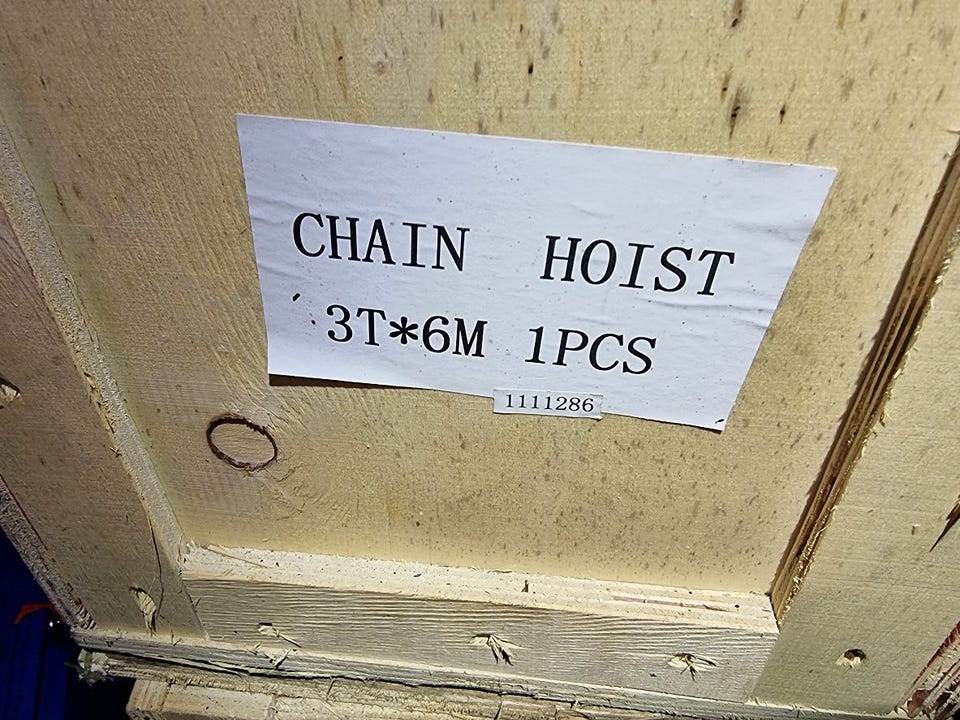 CHAIN HOIST
3T*6M 1PCS
1111286